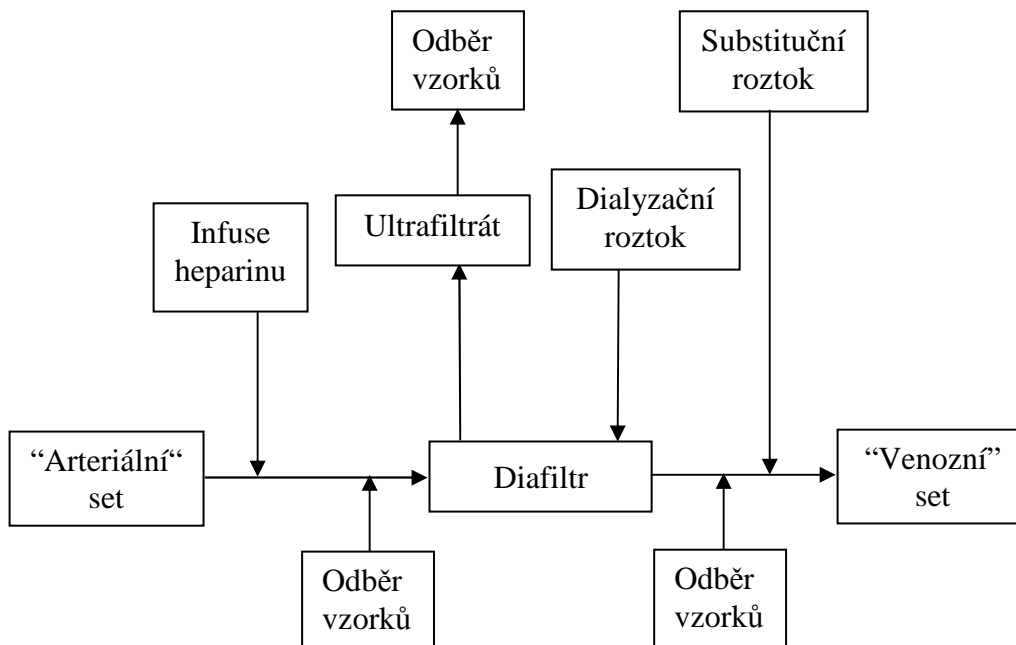 Odběr
vzorků
Substituční
roztok
Infuse
heparinu
Ultrafiltrát
Dialyzační
roztok
“Arteriální“
set
Diafiltr
“Venozní”
set
Odběr
vzorků
Odběr
vzorků